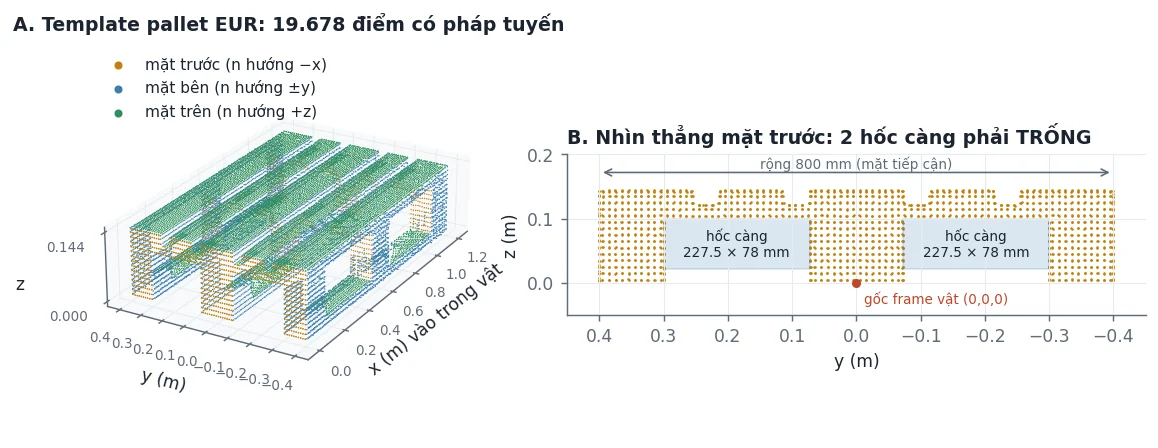 A. Template pallet EUR: 19.678 điểm có pháp tuyến
mặt trước (n hướng −x)
mặt bên (n hướng ±y)
mặt trên (n hướng +z)
0.144
z
0.000
0.4
0.3
0.2
0.1
0.0
−0.1
−0.2
−0.3
−0.4
y (m)
0.0
0.2
0.4
0.6
0.8
1.0
1.2
x (m) vào trong vật
B. Nhìn thẳng mặt trước: 2 hốc càng phải TRỐNG
rộng 800 mm (mặt tiếp cận)
0.2
0.1
0.0
z (m)
hốc càng
227.5 × 78 mm
hốc càng
227.5 × 78 mm
gốc frame vật (0,0,0)
0.4
0.3
0.2
0.1
0.0
−0.1
−0.2
−0.3
−0.4
y (m)